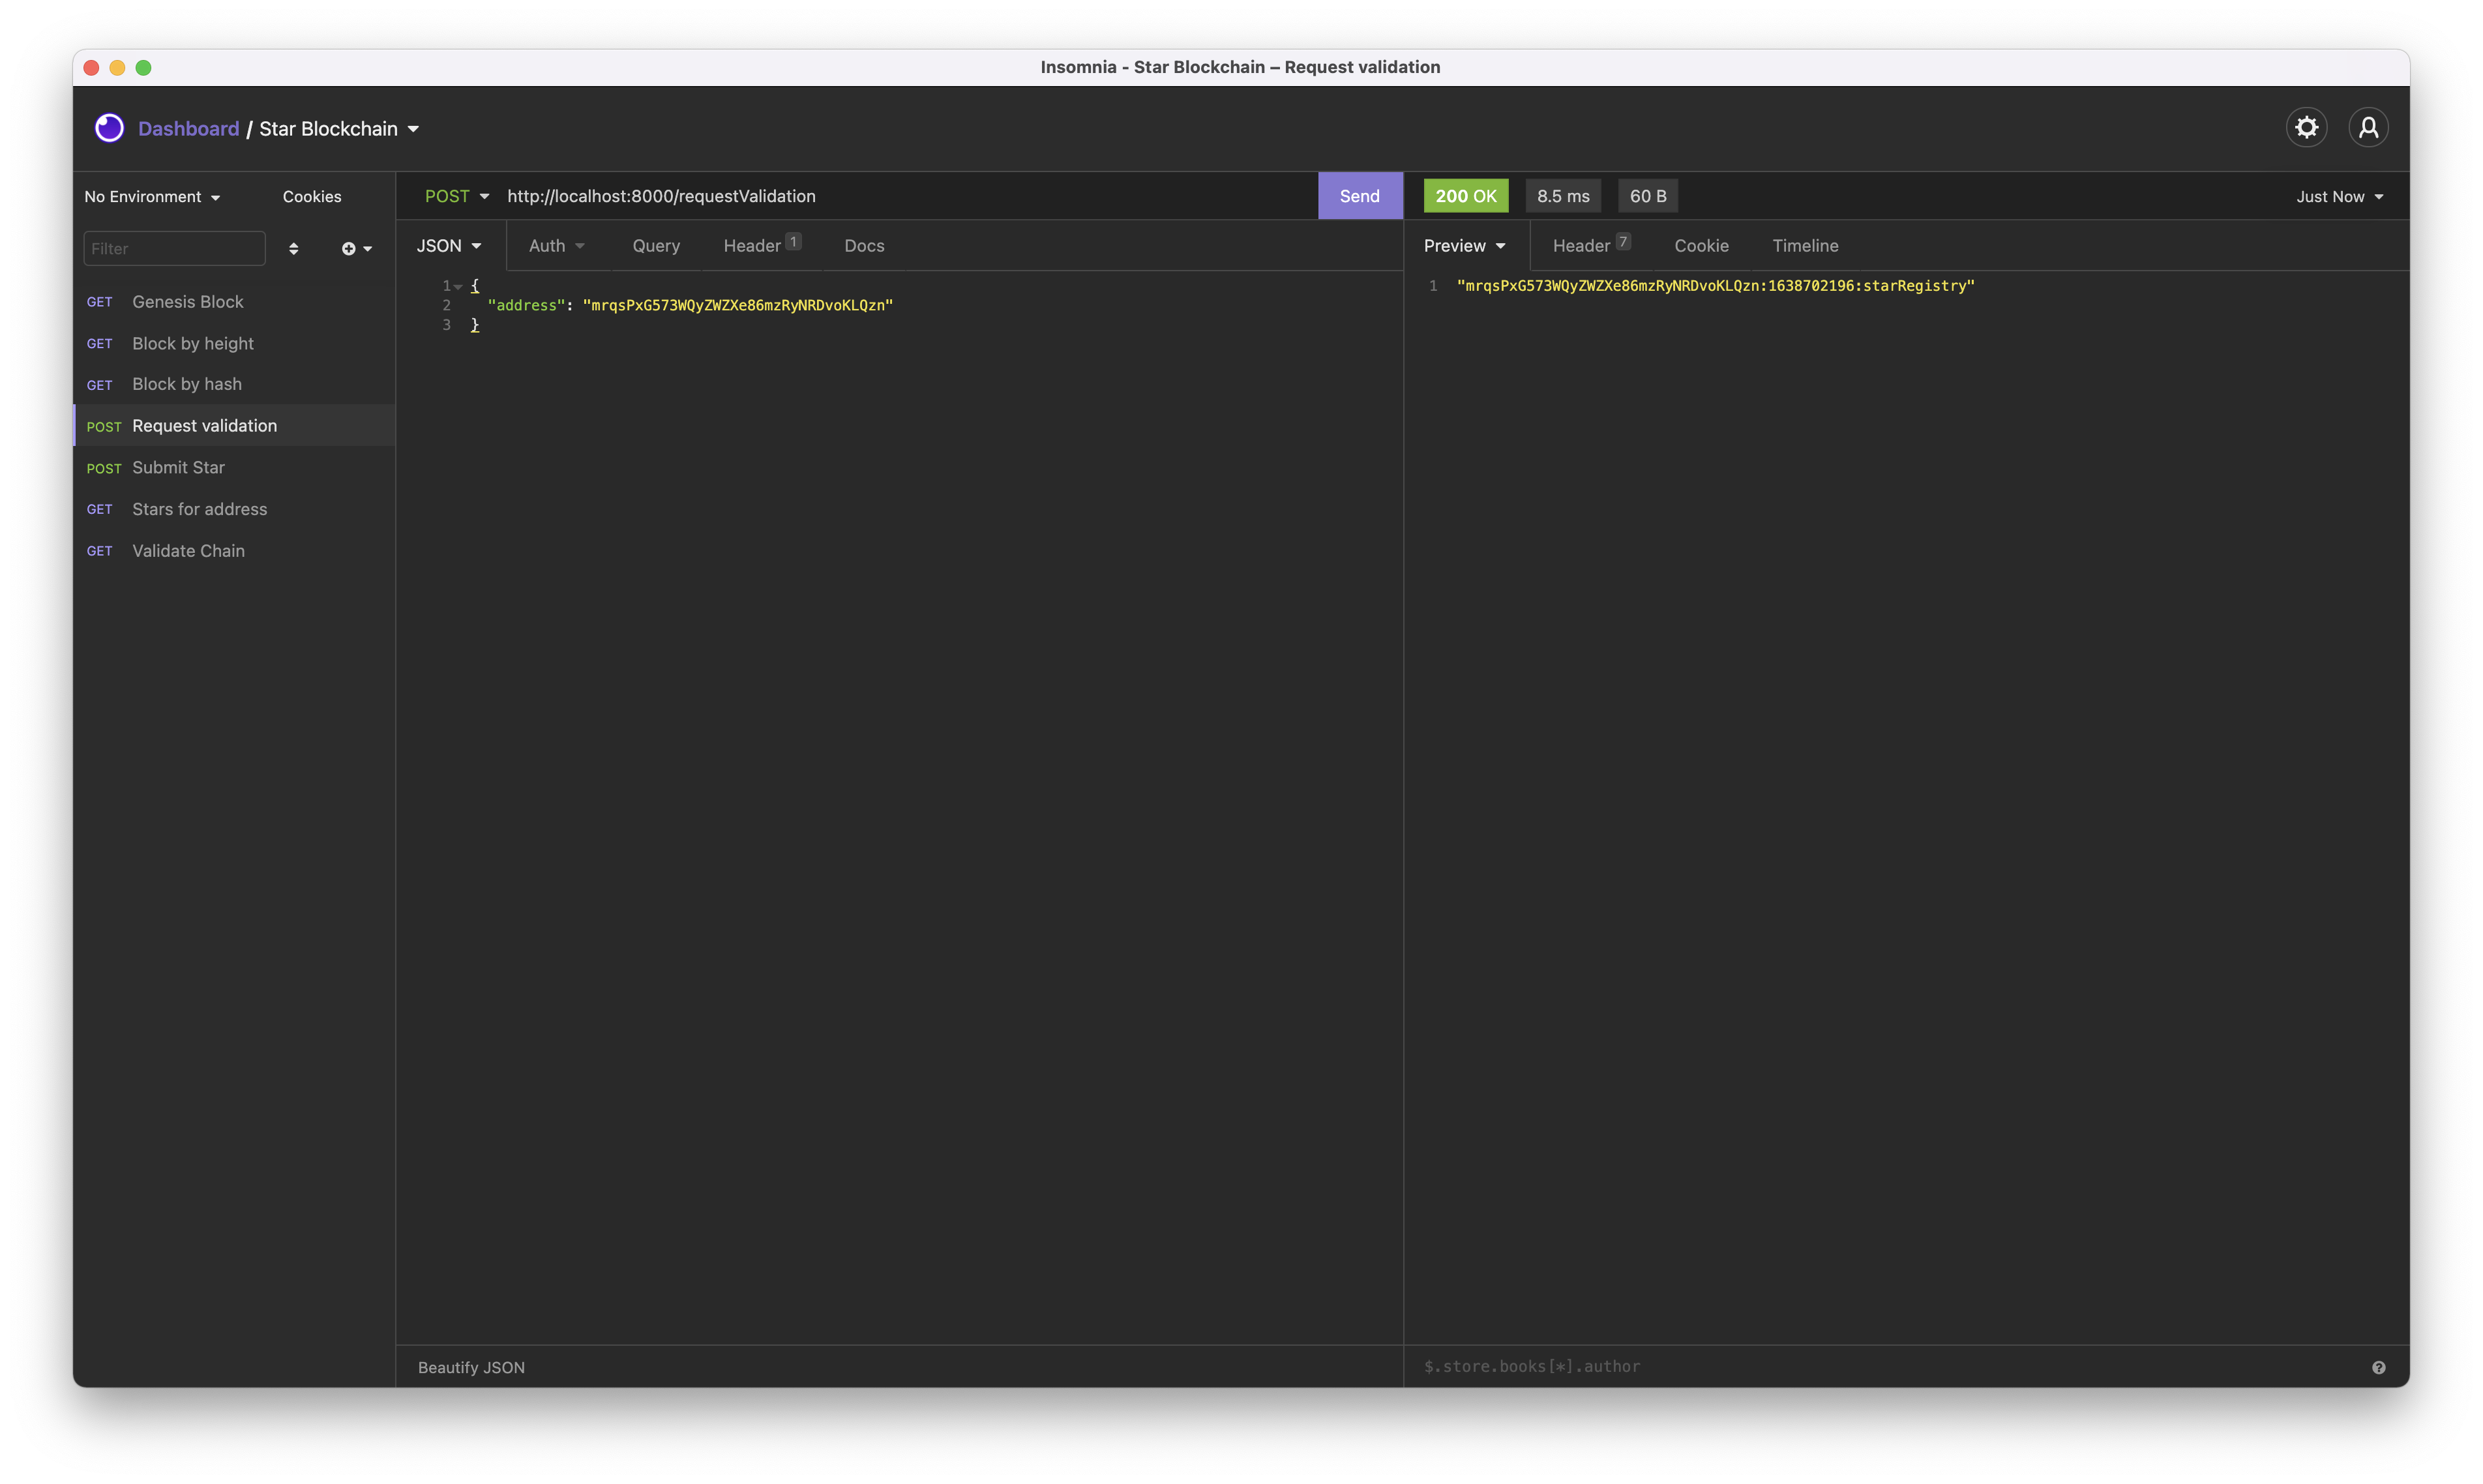 Insomnia - Star Blockchain – Request validation
Dashboard / Star Blockchain
No Environment Cookies
Filter
GET Genesis Block
GET Block by height
GET Block by hash
POST Request validation
POST Submit Star
GET Stars for address
GET Validate Chain
POST http://localhost:8000/requestValidation Send
JSON Auth Query Header 1 Docs
1 {
2 "address": "mrqsPxG573WQyZWZXe86mzRyNRDvoKLQzn"
3 }
Beautify JSON
200 OK 8.5 ms 60 B Just Now
Preview Header 7 Cookie Timeline
1 "mrqsPxG573WQyZWZXe86mzRyNRDvoKLQzn:1638702196:starRegistry"
$.store.books[*].author